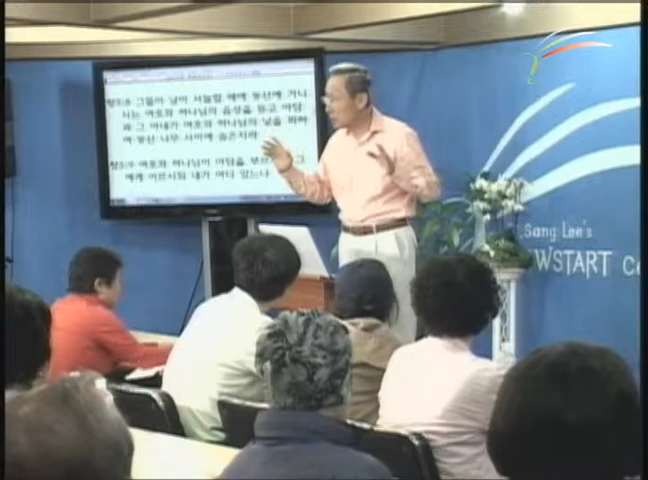 창3:8 그들이 날이 서늘할 때에 동산에 거니
시는 여호와 하나님의 음성을 듣고 아담
과 그 아내가 여호와 하나님의 낯을 피하
여 동산 나무 사이에 숨은지라
창3:9 여호와 하나님이 아담을 부르 그
에게 이르시되 네가 어디 있느냐
Sang Lee's
WSTART Ce